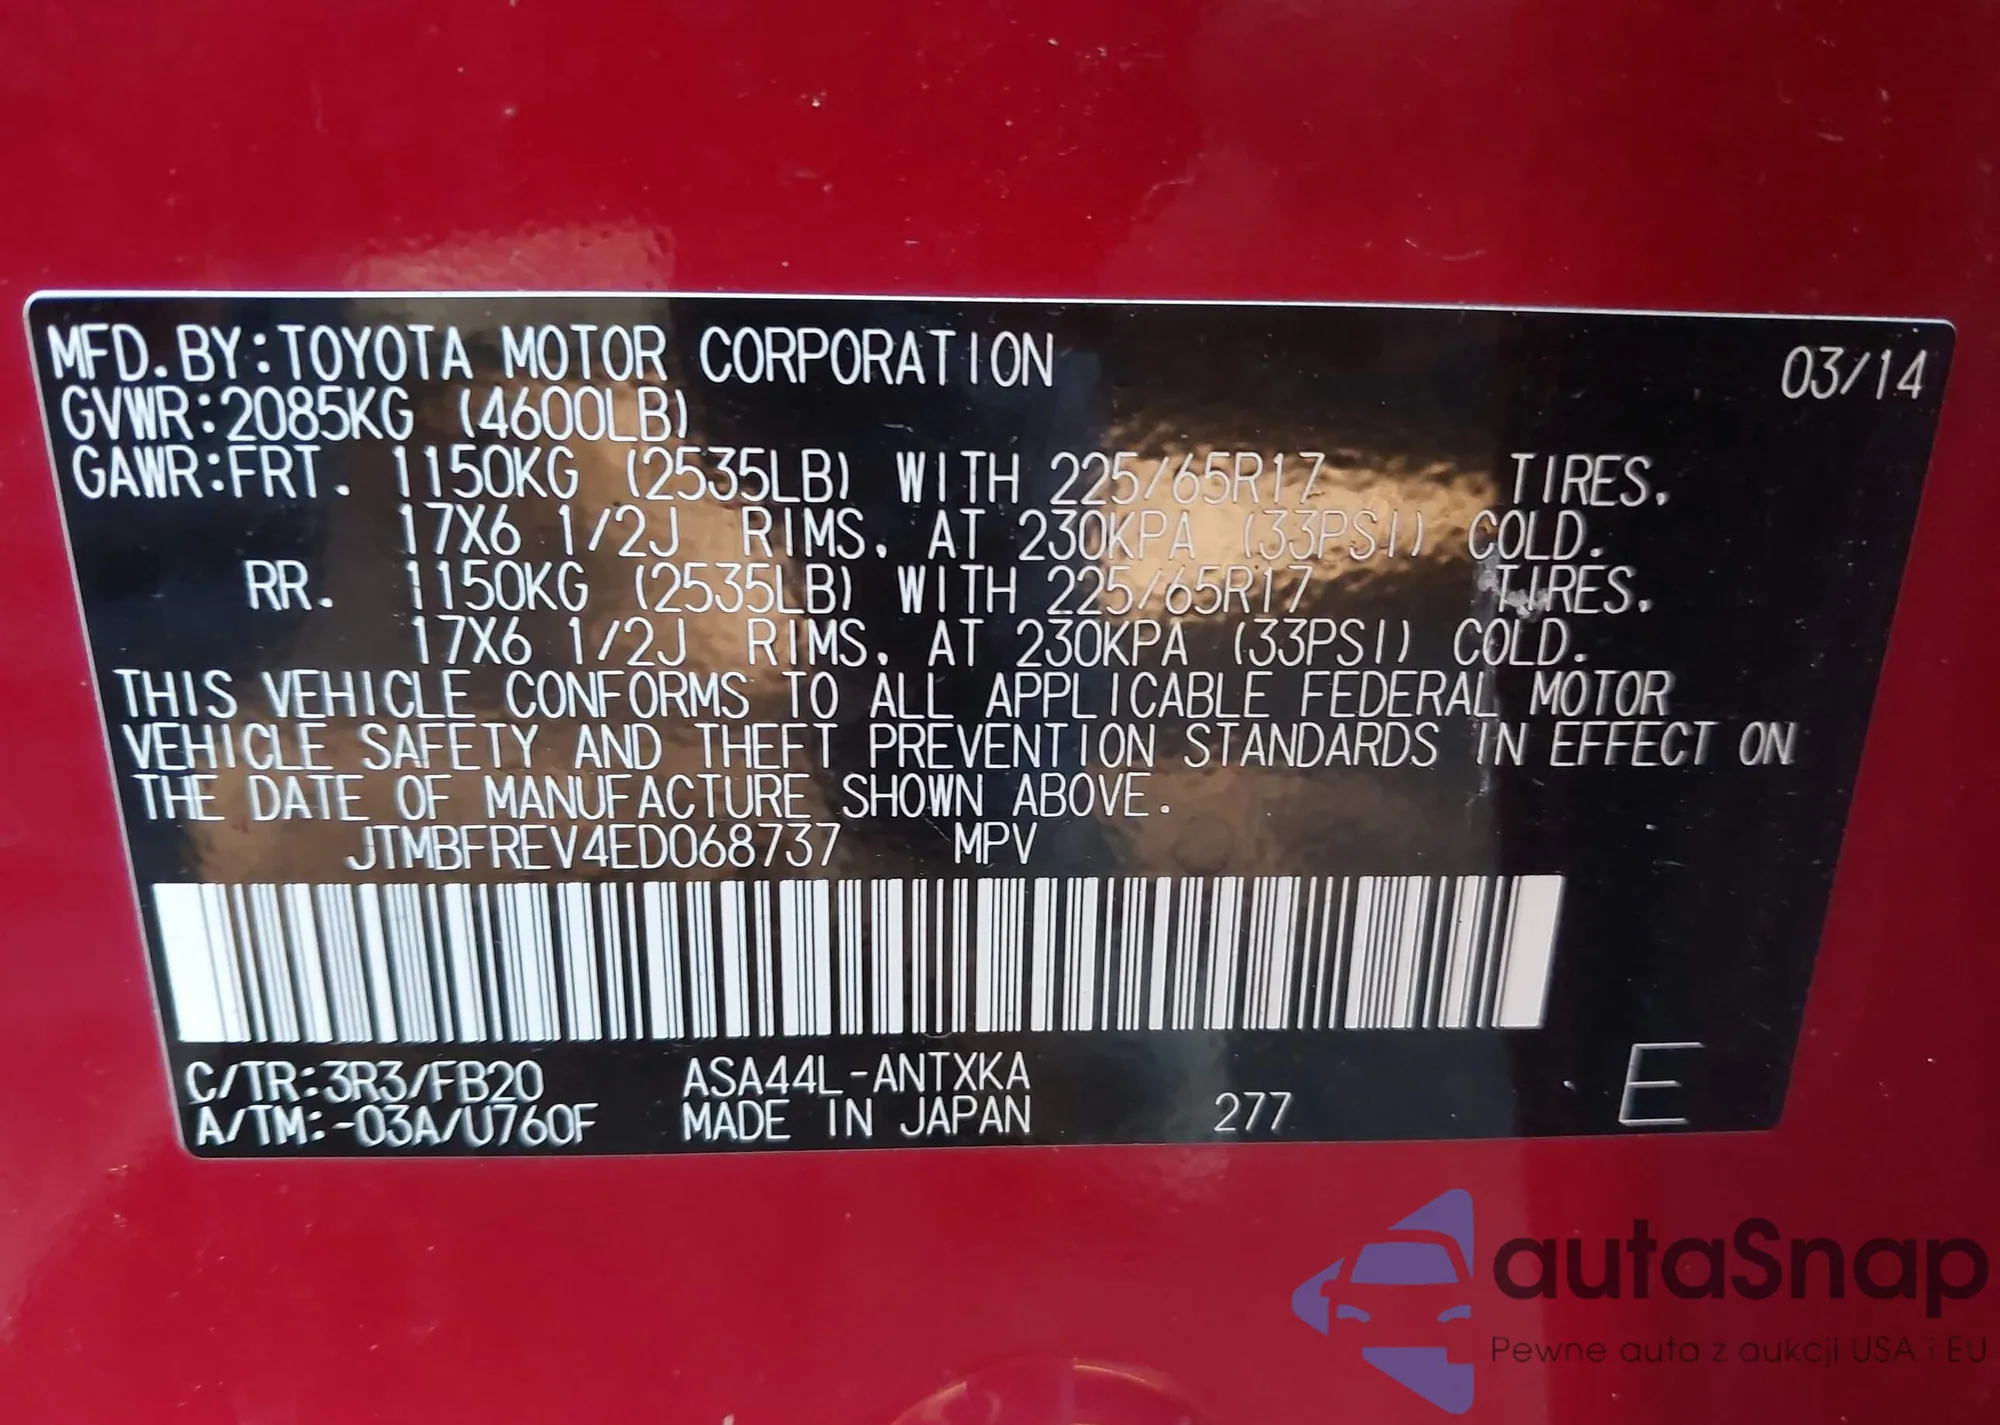 MFD.BY:TOYOTA MOTOR CORPORATION 03/14
GVWR:2085KG (4600LB)
GAWR:FRT. 1150KG (2535LB) WITH 225/65R17 TIRES.
17X6 1/2J RIMS. AT 230KPA (33PSI) COLD.
RR. 1150KG (2535LB) WITH 225/65R17 TIRES.
17X6 1/2J RIMS. AT 230KPA (33PSI) COLD.
THIS VEHICLE CONFORMS TO ALL APPLICABLE FEDERAL MOTOR
VEHICLE SAFETY AND THEFT PREVENTION STANDARDS IN EFFECT ON
THE DATE OF MANUFACTURE SHOWN ABOVE.
JTMBFREV4ED068737 MPV
C/TR:3R3/FB20 ASA44L-ANTXKA
A/TM:-03A/U760F MADE IN JAPAN 277 E
autaSnap
Pewne auta z aukcji USA i EU